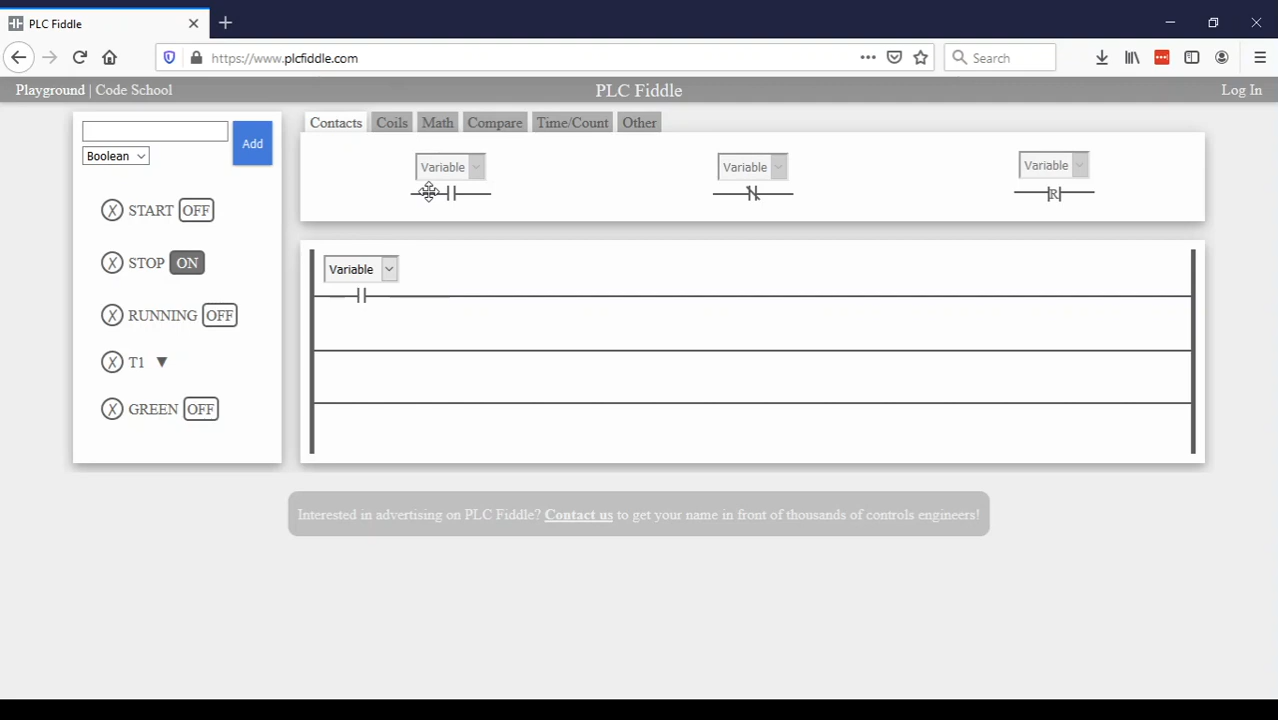 PLC Fiddle
https://www.plcfiddle.com
Search
Playground | Code School
PLC Fiddle
Log In
Add
Boolean
X START OFF
X STOP ON
X RUNNING OFF
X T1 ▼
X GREEN OFF
Contacts Coils Math Compare Time/Count Other
Variable Variable Variable
R
Variable
Interested in advertising on PLC Fiddle? Contact us to get your name in front of thousands of controls engineers!